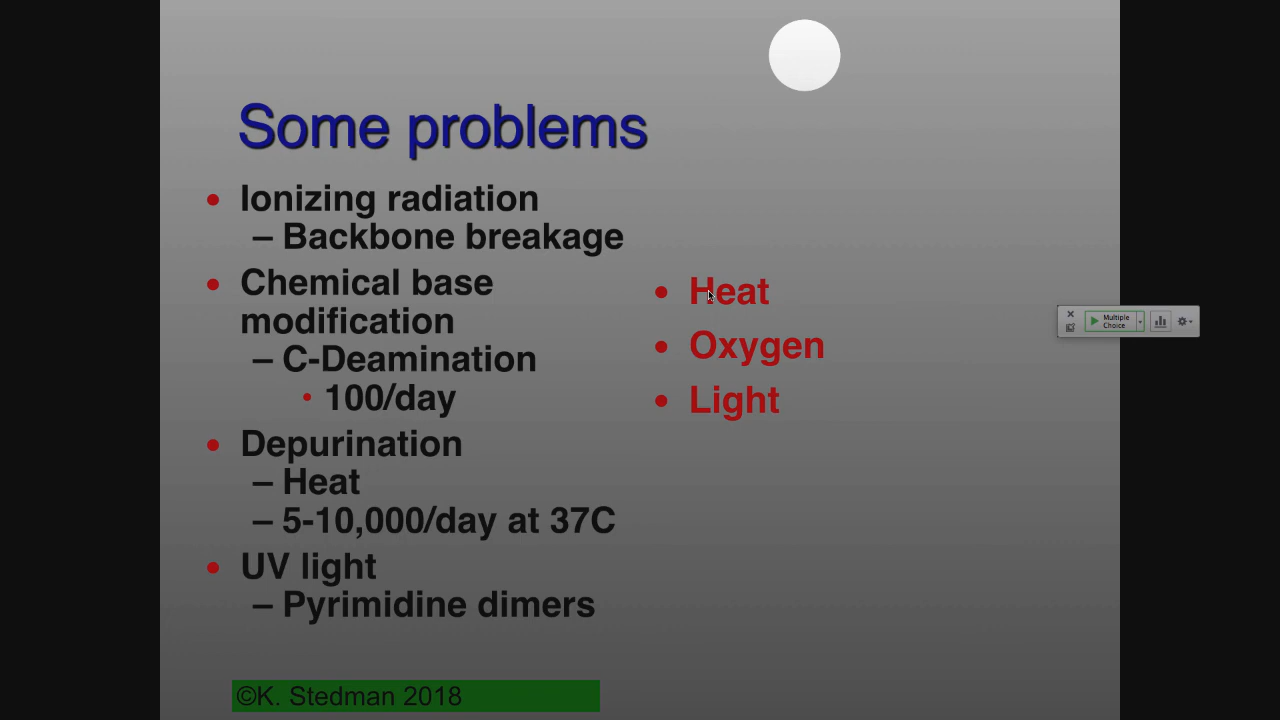 Some problems
• Ionizing radiation
– Backbone breakage
• Chemical base
modification
– C-Deamination
• 100/day
• Depurination
– Heat
– 5-10,000/day at 37C
• UV light
– Pyrimidine dimers
• Heat
• Oxygen
• Light
Multiple
Choice
©K. Stedman 2018